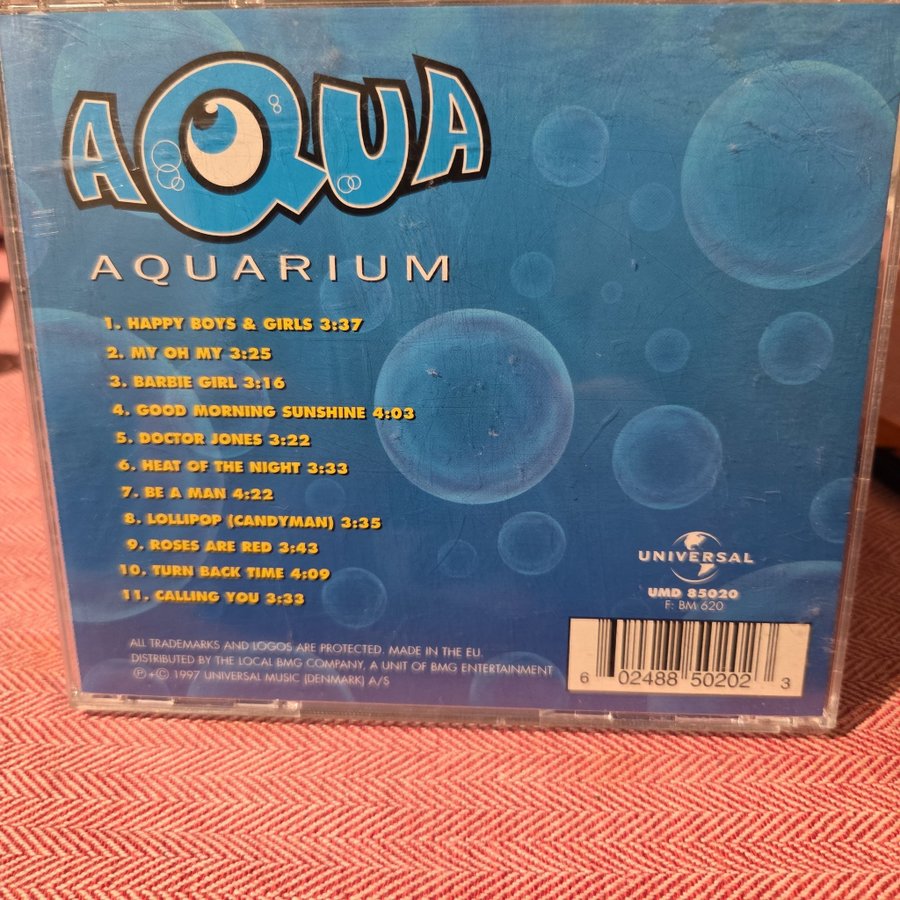 AQUA
AQUARIUM
1. HAPPY BOYS & GIRLS 3:37
2. MY OH MY 3:25
3. BARBIE GIRL 3:16
4. GOOD MORNING SUNSHINE 4:03
5. DOCTOR JONES 3:22
6. HEAT OF THE NIGHT 3:33
7. BE A MAN 4:22
8. LOLLIPOP (CANDYMAN) 3:35
9. ROSES ARE RED 3:43
10. TURN BACK TIME 4:09
11. CALLING YOU 3:33
UNIVERSAL
UMD 85020
F: BM 620
ALL TRADEMARKS AND LOGOS ARE PROTECTED. MADE IN THE EU.
DISTRIBUTED BY THE LOCAL BMG COMPANY, A UNIT OF BMG ENTERTAINMENT
℗ +© 1997 UNIVERSAL MUSIC (DENMARK) A/S
6 02488 50202 3